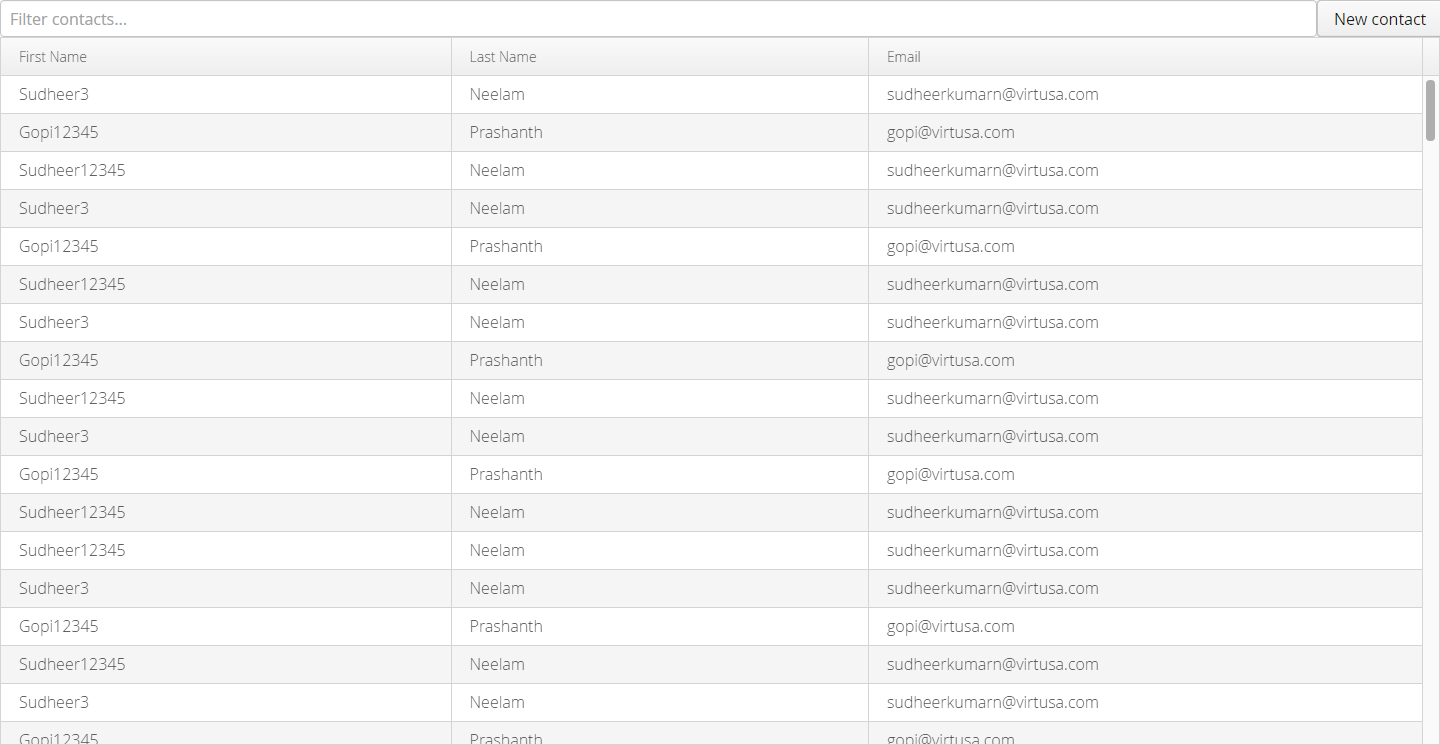 Filter contacts... New contact
First Name Last Name Email
Sudheer3 Neelam sudheerkumarn@virtusa.com
Gopi12345 Prashanth gopi@virtusa.com
Sudheer12345 Neelam sudheerkumarn@virtusa.com
Sudheer3 Neelam sudheerkumarn@virtusa.com
Gopi12345 Prashanth gopi@virtusa.com
Sudheer12345 Neelam sudheerkumarn@virtusa.com
Sudheer3 Neelam sudheerkumarn@virtusa.com
Gopi12345 Prashanth gopi@virtusa.com
Sudheer12345 Neelam sudheerkumarn@virtusa.com
Sudheer3 Neelam sudheerkumarn@virtusa.com
Gopi12345 Prashanth gopi@virtusa.com
Sudheer12345 Neelam sudheerkumarn@virtusa.com
Sudheer12345 Neelam sudheerkumarn@virtusa.com
Sudheer3 Neelam sudheerkumarn@virtusa.com
Gopi12345 Prashanth gopi@virtusa.com
Sudheer12345 Neelam sudheerkumarn@virtusa.com
Sudheer3 Neelam sudheerkumarn@virtusa.com
Gopi12345 Prashanth gopi@virtusa.com